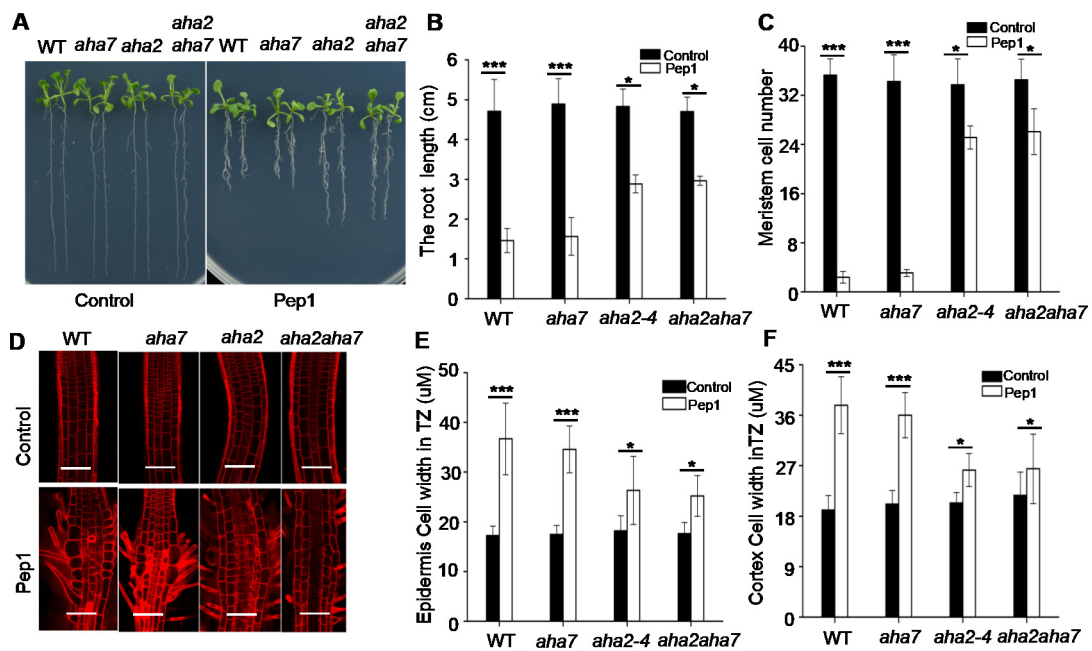 A
WT aha7 aha2 aha2 aha7
WT aha7 aha2 aha2 aha7
Control
Pep1
B
Control
Pep1
*** *** * *
The root length (cm)
6
5
4
3
2
1
0
WT aha7 aha2-4 aha2aha7
C
Control
Pep1
*** *** * *
Meristem cell number
40
32
24
16
8
0
WT aha7 aha2-4 aha2aha7
D
WT aha7 aha2 aha2aha7
Control
Pep1
E
Control
Pep1
*** *** * *
Epidermis Cell width in TZ (uM)
50
40
30
20
10
0
WT aha7 aha2-4 aha2aha7
F
Control
Pep1
*** *** * *
Cortex Cell width inTZ (uM)
45
36
27
18
9
0
WT aha7 aha2-4 aha2aha7